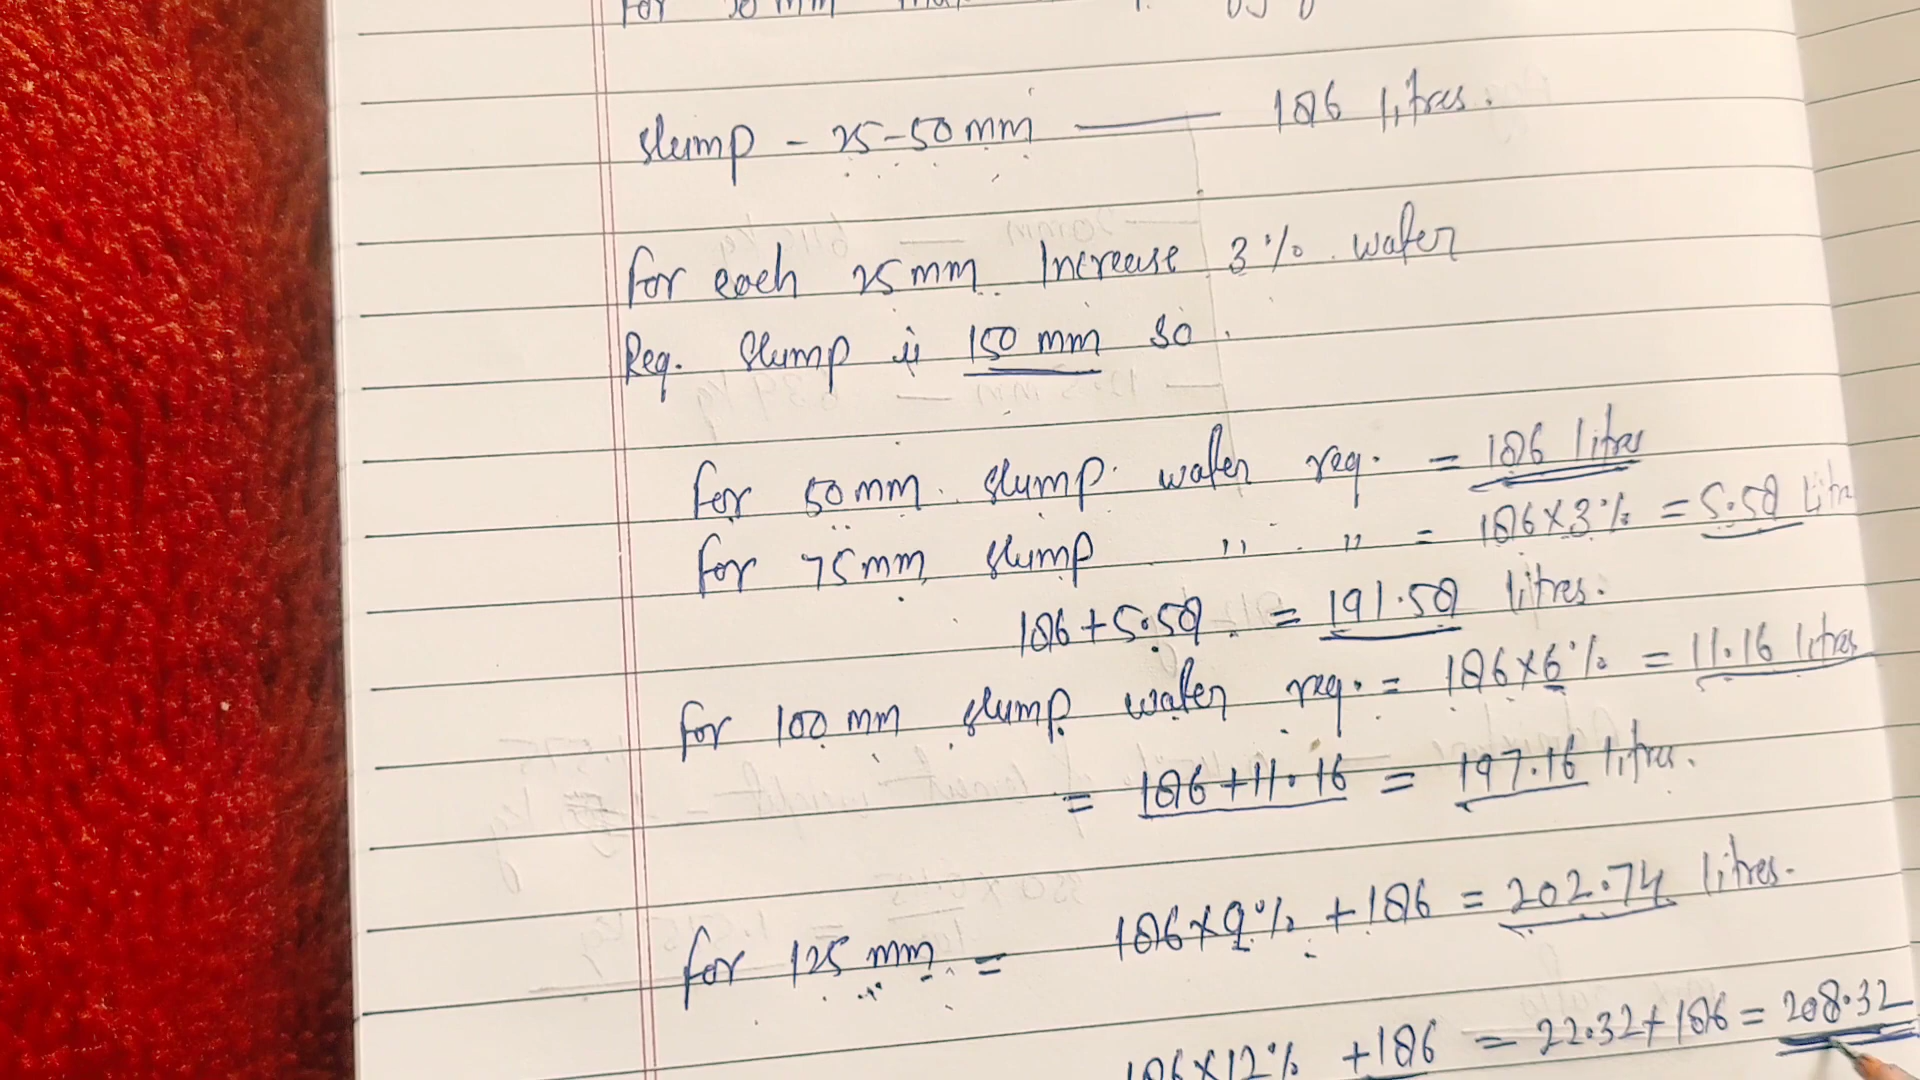 slump - 25-50 mm —— 186 litres.
for each 25 mm Increase 3% water
Req. Slump is 150 mm so
for 50 mm slump water req. = 186 litres
for 75 mm slump " " = 186 x 3% = 5.58 Litr
186 + 5.58 = 191.58 litres.
for 100 mm slump water req. = 186 x 6% = 11.16 litres
= 186 + 11.16 = 197.16 litres.
for 125 mm = 186 x 9% + 186 = 202.74 litres.
186 x 12% + 186 = 22.32 + 186 = 208.32